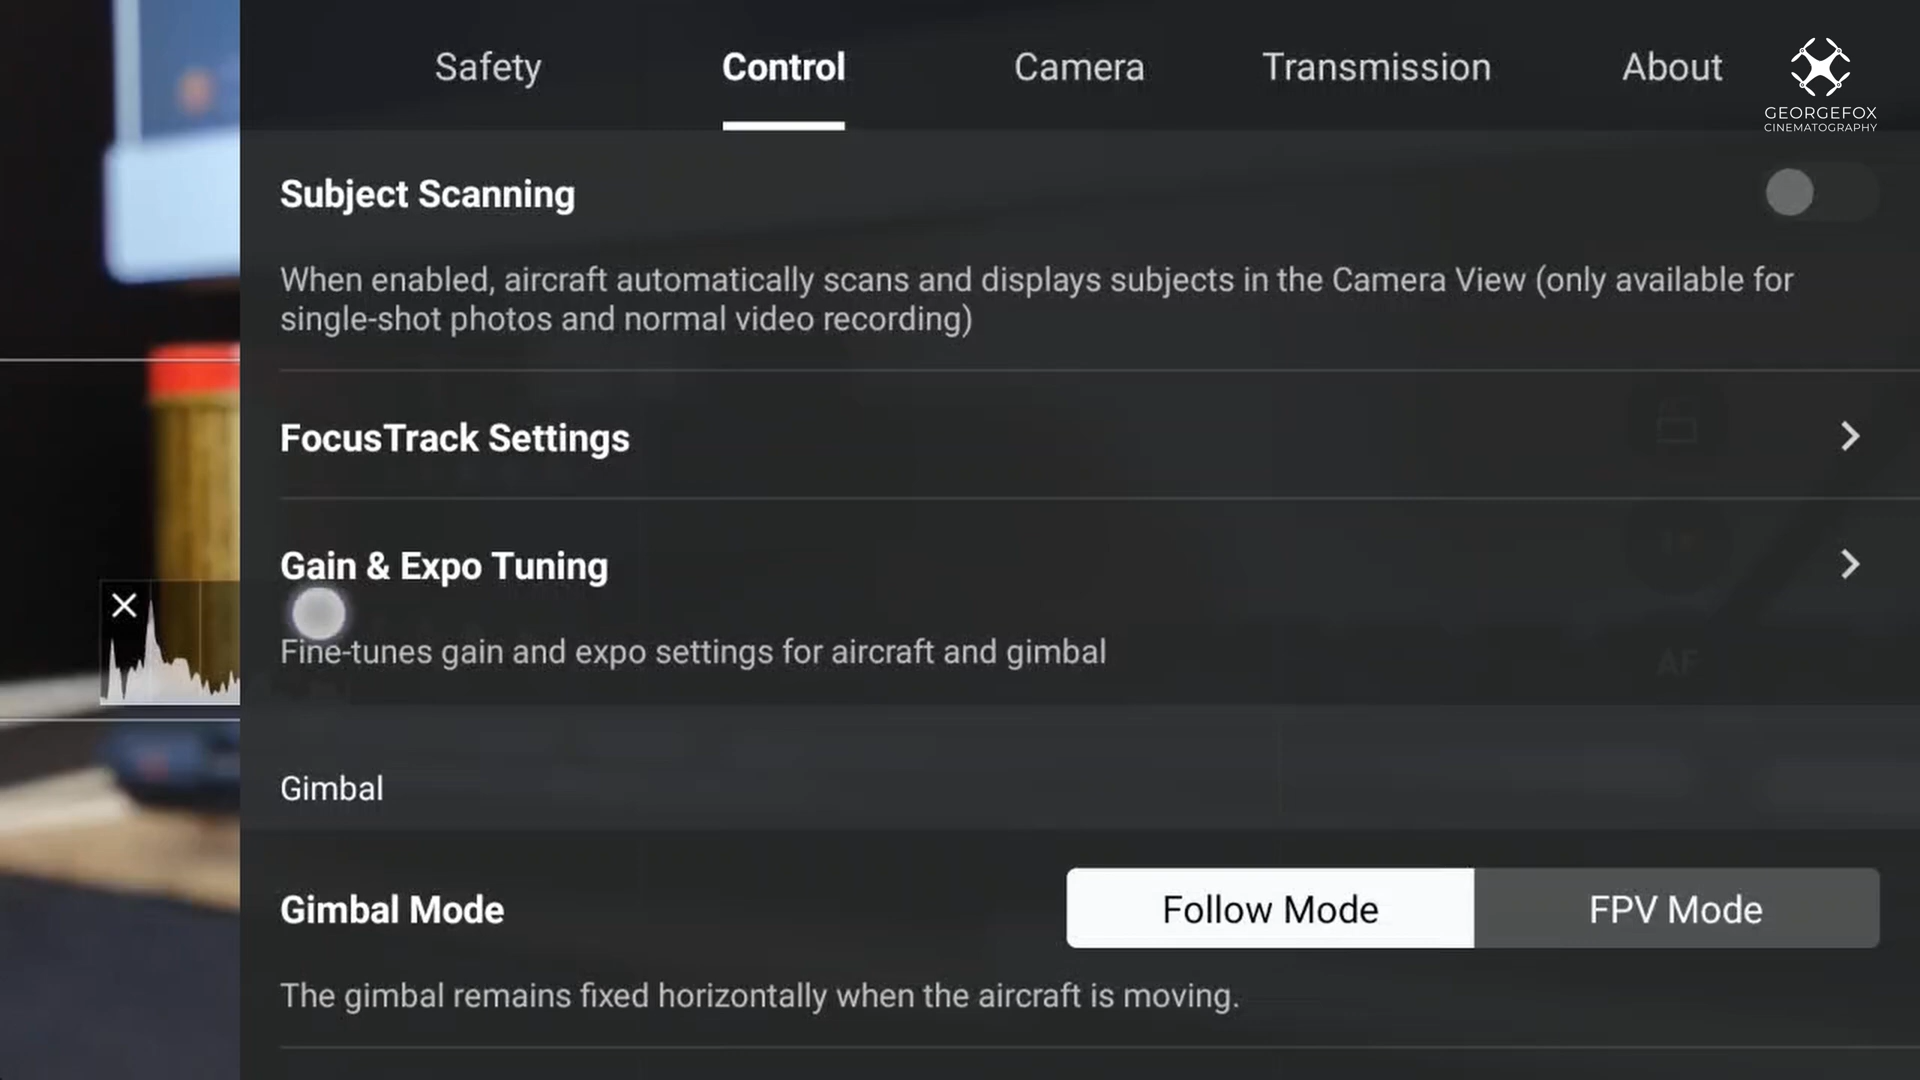 Safety
Control
Camera
Transmission
About
GEORGEFOX
CINEMATOGRAPHY
Subject Scanning
When enabled, aircraft automatically scans and displays subjects in the Camera View (only available for
single-shot photos and normal video recording)
FocusTrack Settings
Gain & Expo Tuning
Fine-tunes gain and expo settings for aircraft and gimbal
AF
Gimbal
Gimbal Mode
Follow Mode
FPV Mode
The gimbal remains fixed horizontally when the aircraft is moving.